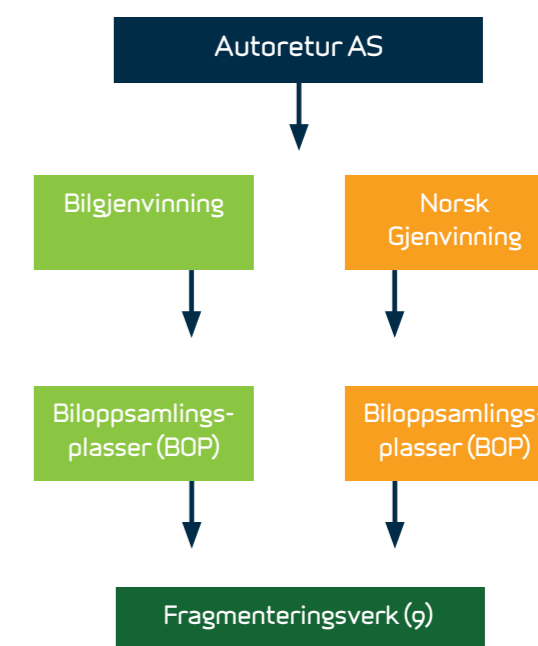 Autoretur AS
Bilgjenvinning
Norsk
Gjenvinning
Biloppsamlings-
plasser (BOP)
Biloppsamlings-
plasser (BOP)
Fragmenteringsverk (9)